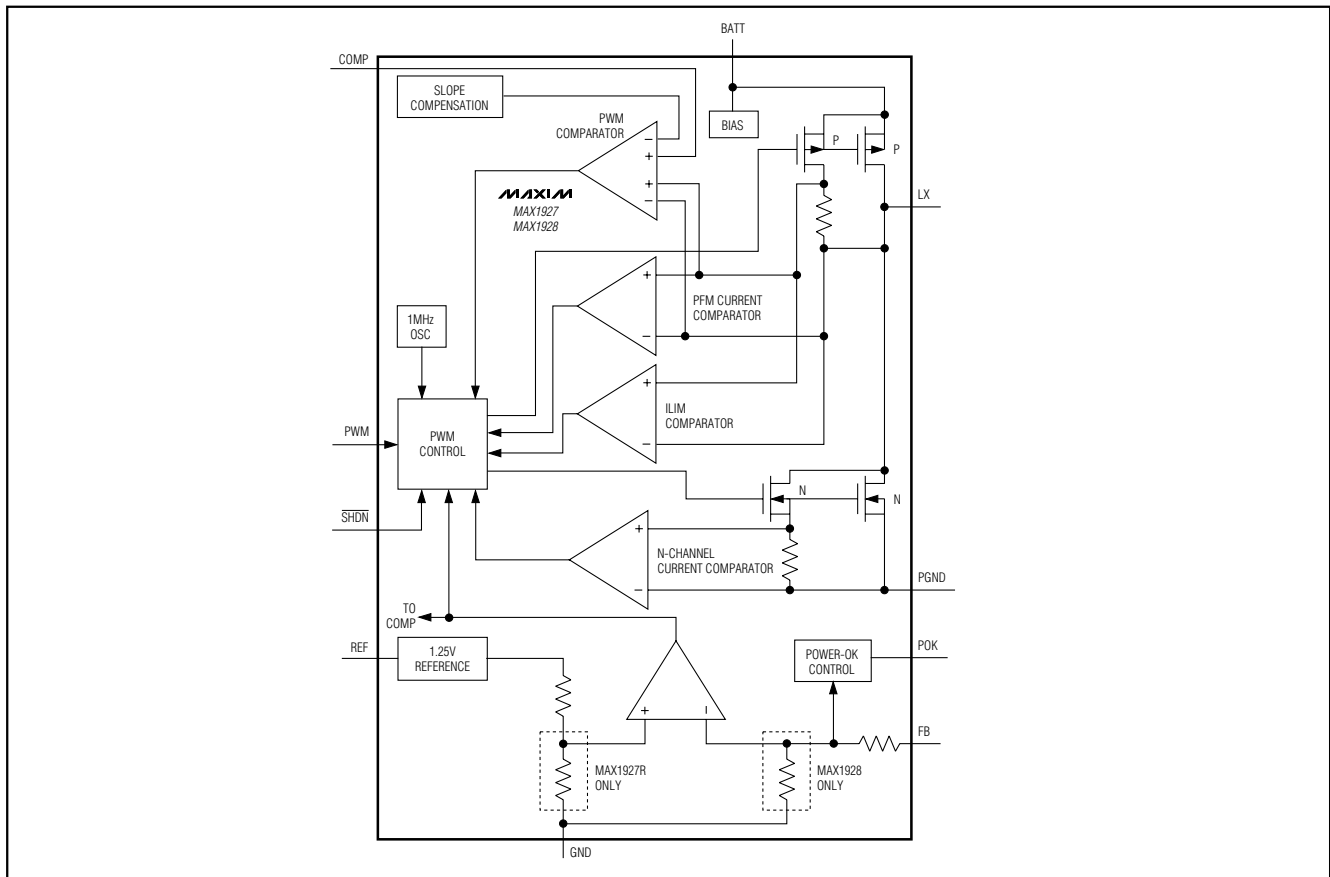 BATT
COMP
SLOPE
COMPENSATION
PWM
COMPARATOR
BIAS
P
P
MAXIM
MAX1927
MAX1928
LX
+
+
PFM CURRENT
COMPARATOR
1MHz
OSC
+
ILIM
COMPARATOR
PWM
PWM
CONTROL
N
N
SHDN
+
N-CHANNEL
CURRENT COMPARATOR
PGND
TO
COMP
REF
1.25V
REFERENCE
POWER-OK
CONTROL
POK
+
FB
MAX1927R
ONLY
MAX1928
ONLY
GND